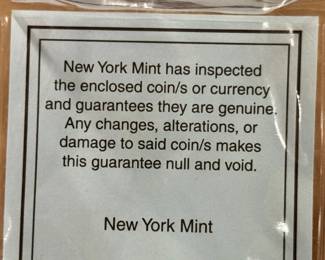 New York Mint has inspected
the enclosed coin/s or currency
and guarantees they are genuine.
Any changes, alterations, or
damage to said coin/s makes
this guarantee null and void.
New York Mint